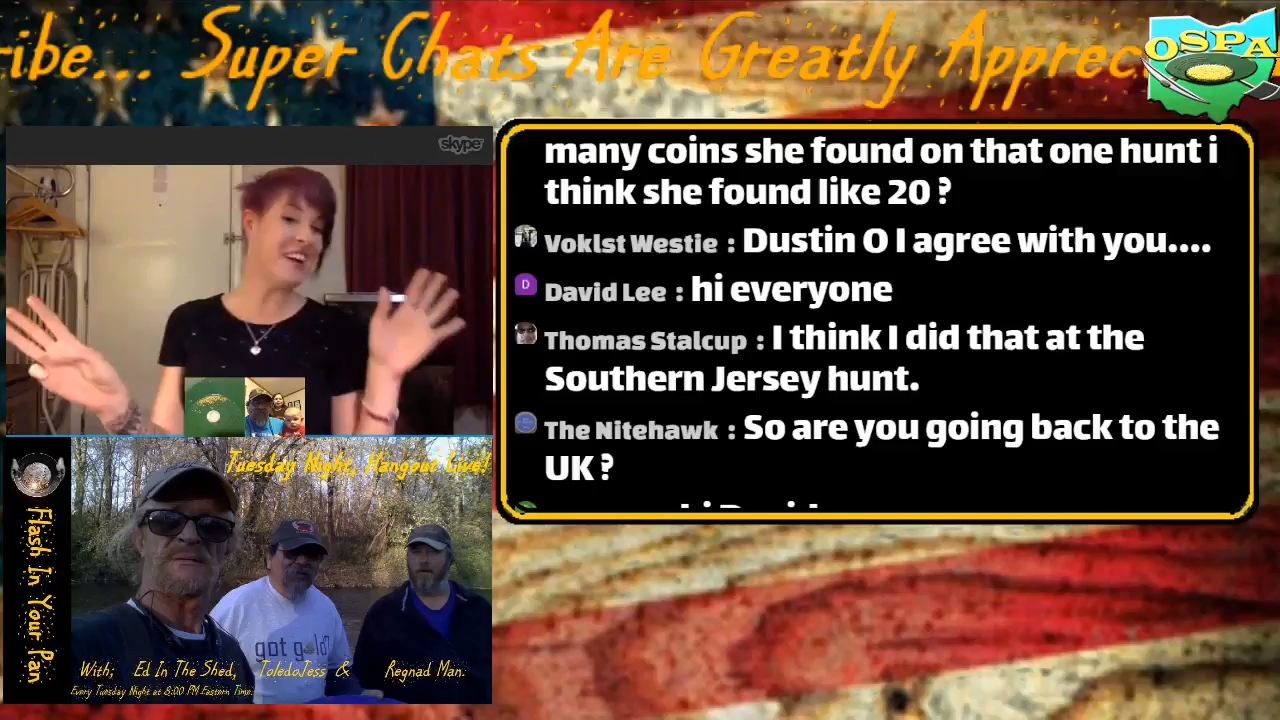 ribe... Super Chats Are Greatly Apprec
OSPA
skype
many coins she found on that one hunt i
think she found like 20 ?
Voklst Westie : Dustin O I agree with you....
D David Lee : hi everyone
Thomas Stalcup : I think I did that at the
Southern Jersey hunt.
The Nitehawk : So are you going back to the
UK ?
Tuesday Night, Hangout Live!
Flash In Your Pan
got gold?
With; Ed In The Shed, ToledoJess & Regnad Man.
Every Tuesday Night at 8:00 PM Eastern Time.